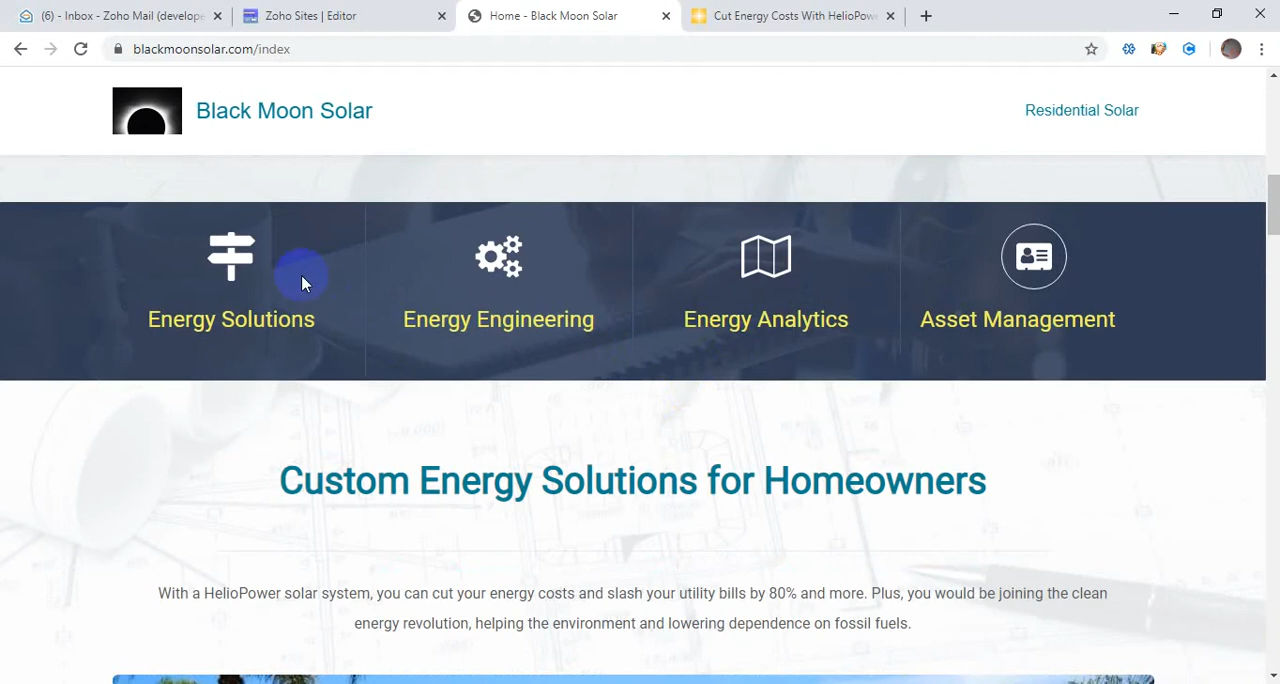 (6) - Inbox - Zoho Mail (develope
Zoho Sites | Editor
Home - Black Moon Solar
Cut Energy Costs With HelioPowe
blackmoonsolar.com/index
Black Moon Solar
Residential Solar
Energy Solutions
Energy Engineering
Energy Analytics
Asset Management
Custom Energy Solutions for Homeowners
With a HelioPower solar system, you can cut your energy costs and slash your utility bills by 80% and more. Plus, you would be joining the clean
energy revolution, helping the environment and lowering dependence on fossil fuels.